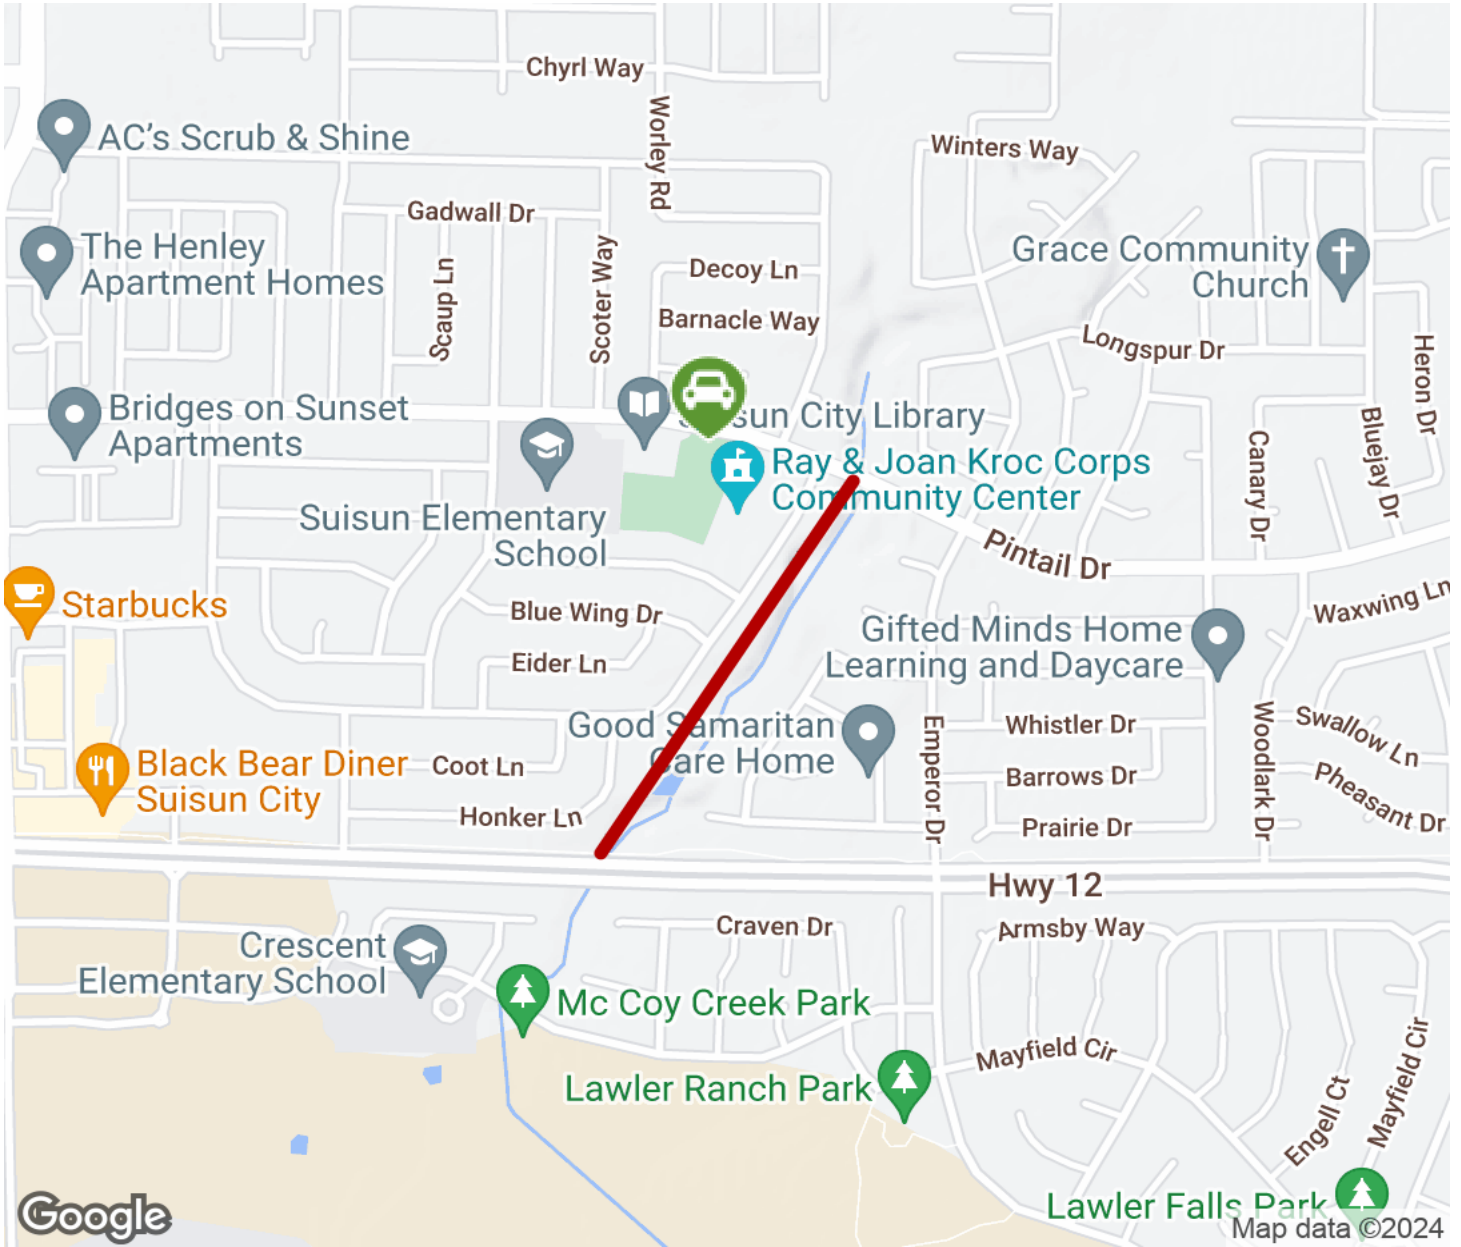 Chyrl Way
AC's Scrub & Shine
Worley Rd
Winters Way
Gadwall Dr
The Henley
Apartment Homes
Scaup Ln
Scoter Way
Decoy Ln
Barnacle Way
Grace Community
Church
Longspur Dr
Heron Dr
Bridges on Sunset
Apartments
sun City Library
Ray & Joan Kroc Corps
Community Center
Canary Dr
Bluejay Dr
Suisun Elementary
School
Pintail Dr
Starbucks
Blue Wing Dr
Eider Ln
Gifted Minds Home
Learning and Daycare
Waxwing Ln
Good Samaritan
Care Home
Emperor Dr
Whistler Dr
Woodlark Dr
Swallow Ln
Black Bear Diner
Suisun City
Coot Ln
Barrows Dr
Pheasant Dr
Honker Ln
Prairie Dr
Hwy 12
Craven Dr
Armsby Way
Crescent
Elementary School
Mc Coy Creek Park
Mayfield Cir
Lawler Ranch Park
Engell Ct
Mayfield Cir
Lawler Falls Park
Google
Map data ©2024